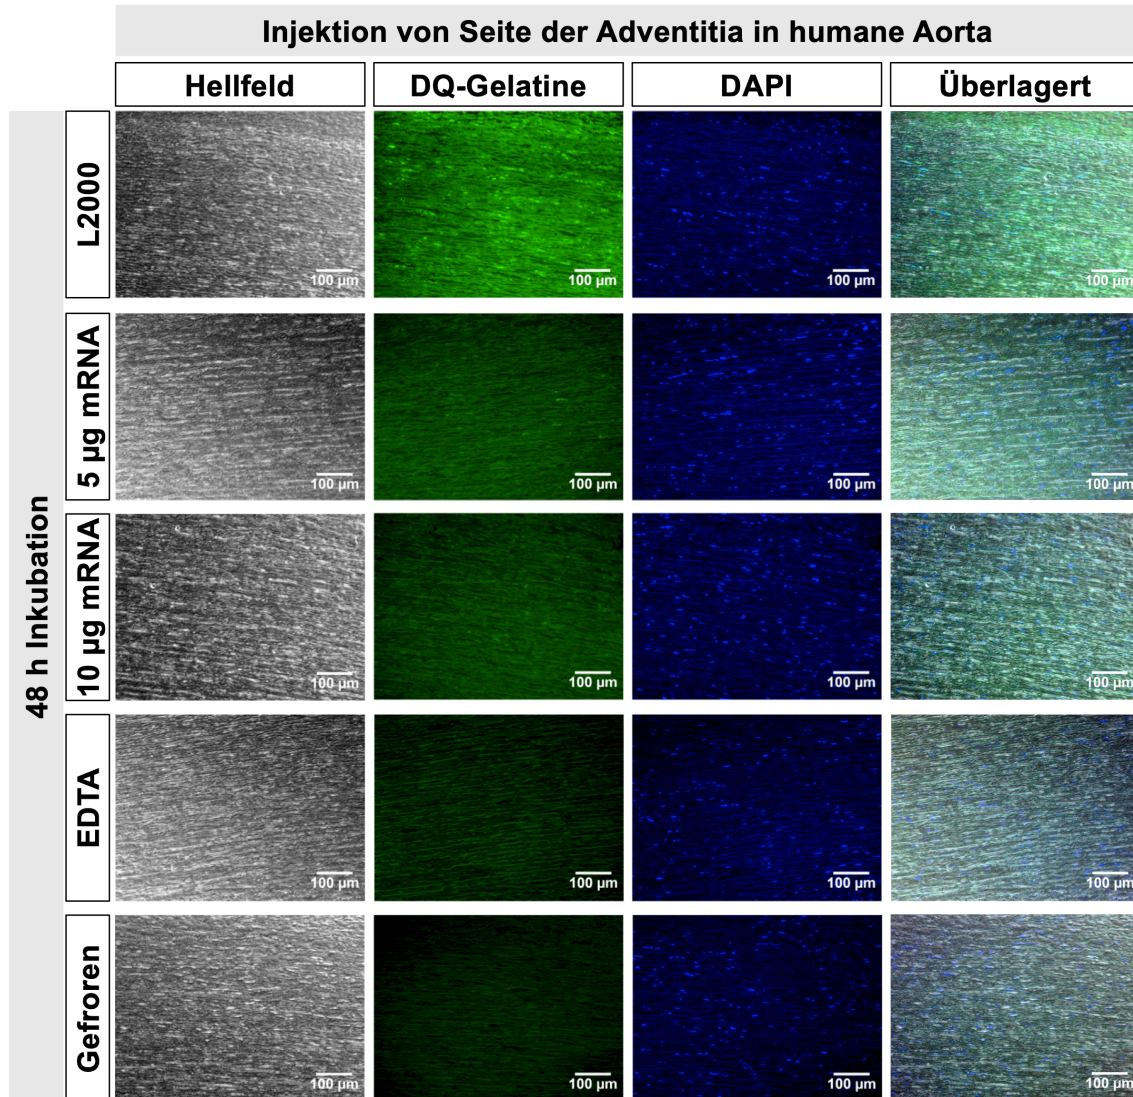 Injektion von Seite der Adventitia in humane Aorta
Hellfeld DQ-Gelatine DAPI Überlagert
48 h Inkubation
L2000
100 µm 100 µm 100 µm 100 µm
5 µg mRNA
100 µm 100 µm 100 µm 100 µm
10 µg mRNA
100 µm 100 µm 100 µm 100 µm
EDTA
100 µm 100 µm 100 µm 100 µm
Gefroren
100 µm 100 µm 100 µm 100 µm